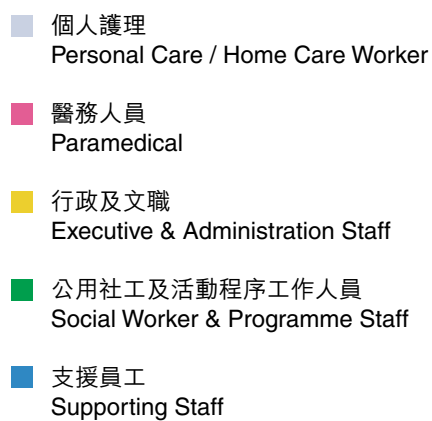 個人護理
Personal Care / Home Care Worker
醫務人員
Paramedical
行政及文職
Executive & Administration Staff
公用社工及活動程序工作人員
Social Worker & Programme Staff
支援員工
Supporting Staff